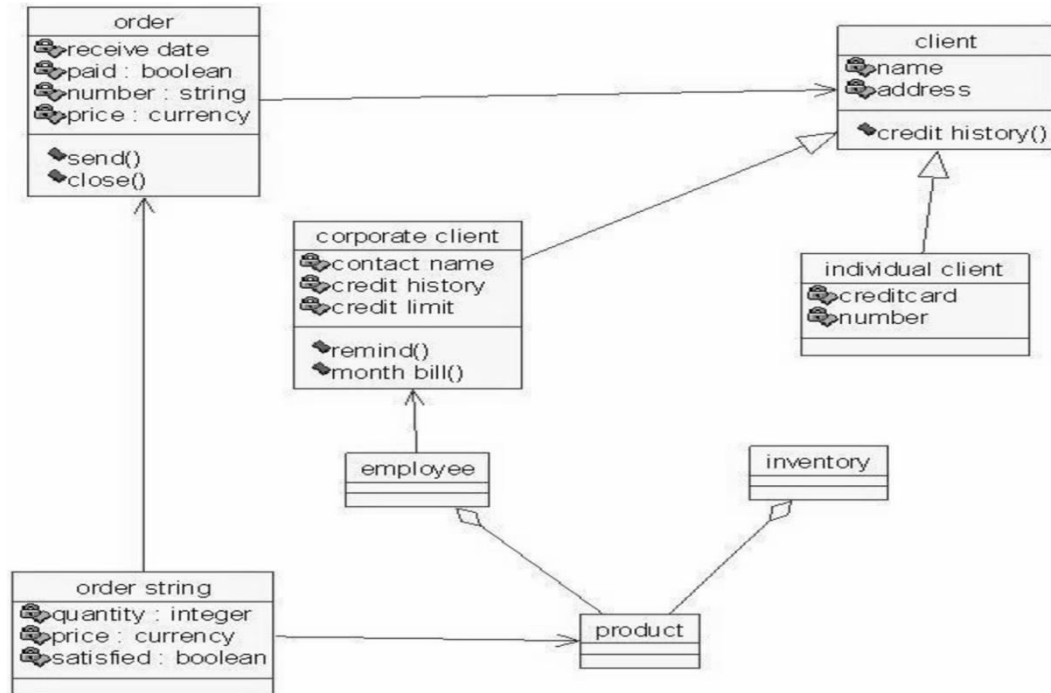 order
receive date
paid : boolean
number : string
price : currency
send()
close()
client
name
address
credit history()
corporate client
contact name
credit history
credit limit
remind()
month bill()
individual client
creditcard
number
employee
inventory
order string
quantity : integer
price : currency
satisfied : boolean
product